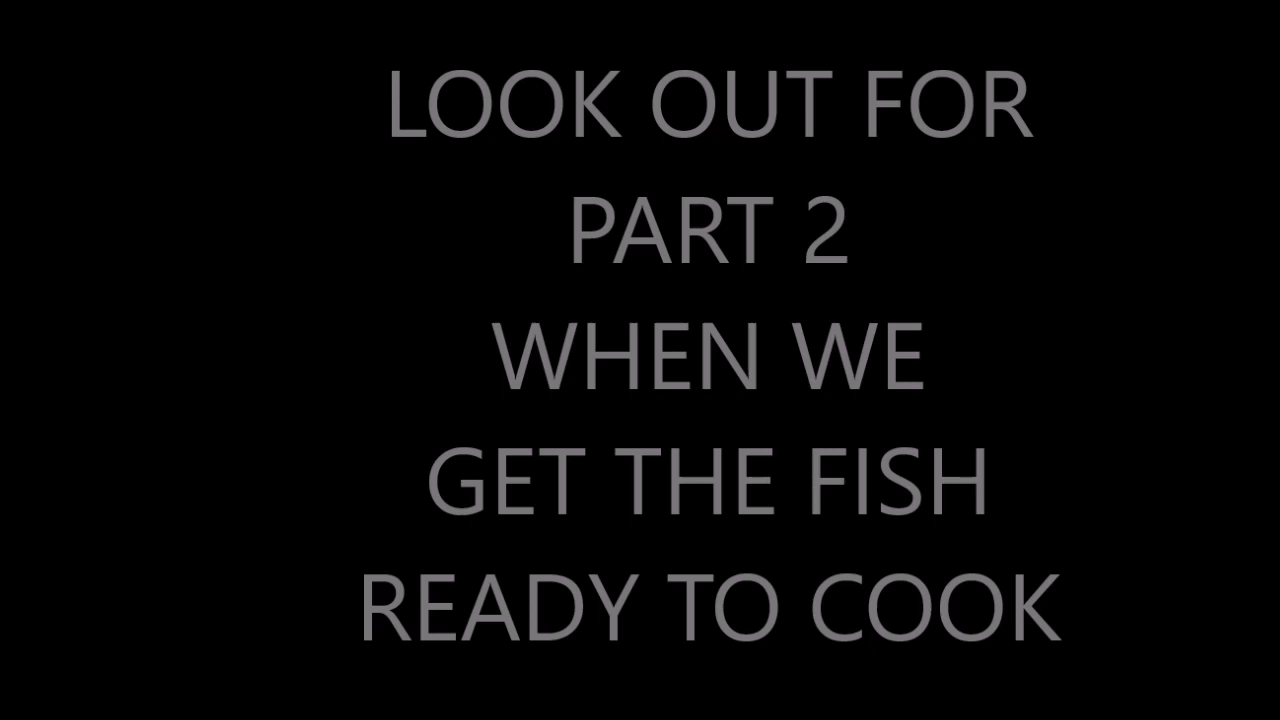 LOOK OUT FOR
PART 2
WHEN WE
GET THE FISH
READY TO COOK